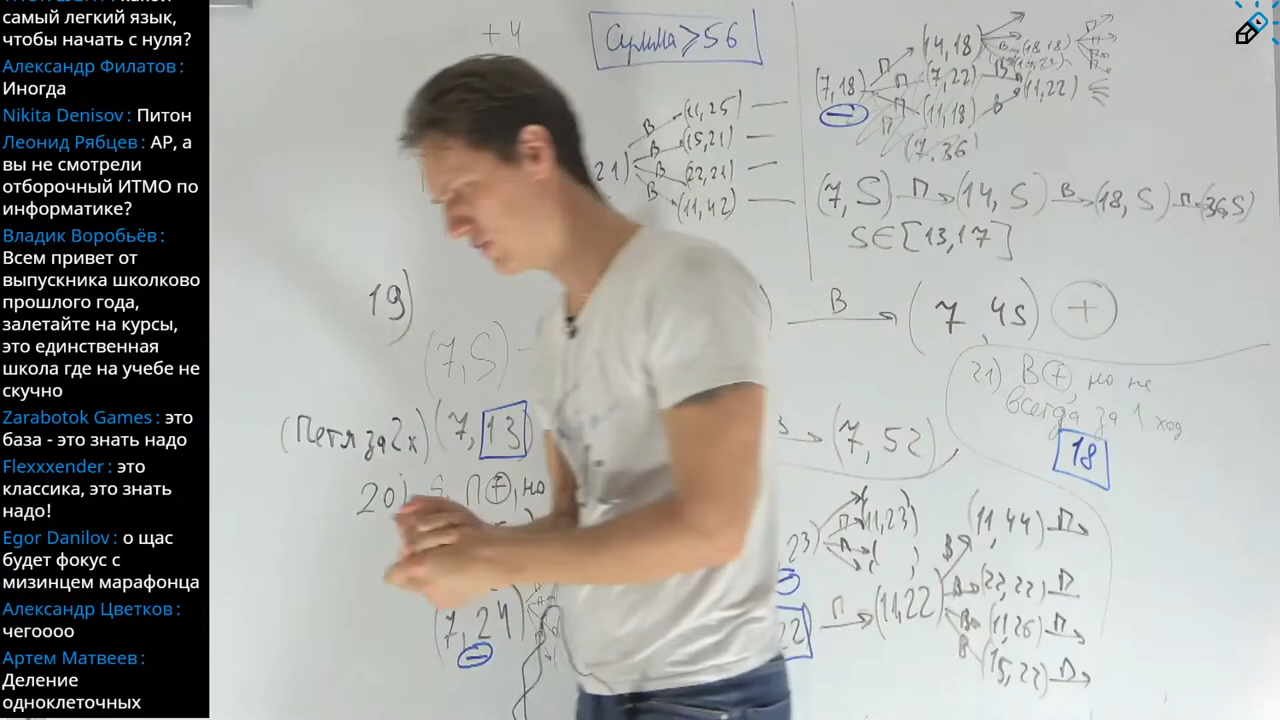 самый легкий язык,
чтобы начать с нуля?
Александр Филатов :
Иногда
Nikita Denisov : Питон
Леонид Рябцев : АР, а
вы не смотрели
отборочный ИТМО по
информатике?
Владик Воробьёв :
Всем привет от
выпускника школково
прошлого года,
залетайте на курсы,
это единственная
школа где на учебе не
скучно
Zarabotok Games : это
база - это знать надо
Flexxxender : это
классика, это знать
надо!
Egor Danilov : о щас
будет фокус с
мизинцем марафонца
Александр Цветков :
чегоооо
Артем Матвеев :
Деление
одноклеточных
+4
Сумма ⩾ 56
21)
В (11,25)
В (15,21)
В (22,21)
В (11,42)
(7,18) П (14,18)
П (7,22)
П (11,18) В (11,22)
(7,36)
(7,S) П→ (14,S) В→ (18,S) П→ (36,S)
S∈[13,17]
19)
(7,S)
) В→ (7,4S) +
(Петя за 2х) (7,13)
→ (7,52)
20) П+, но
(7,24)
−
21) В+, но не
всегда за 1 ход.
18
23) П→ (11,23)
22 П→ (11,22)
В (11,44) П→
В→ (22,22) П
В→ (11,26) П
В (15,22) П→